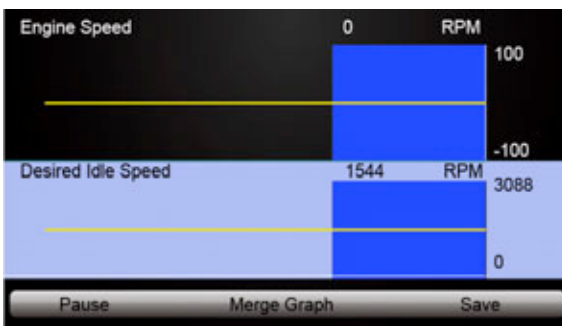 Engine Speed 0 RPM
100
-100
Desired Idle Speed 1544 RPM
3088
0
Pause Merge Graph Save